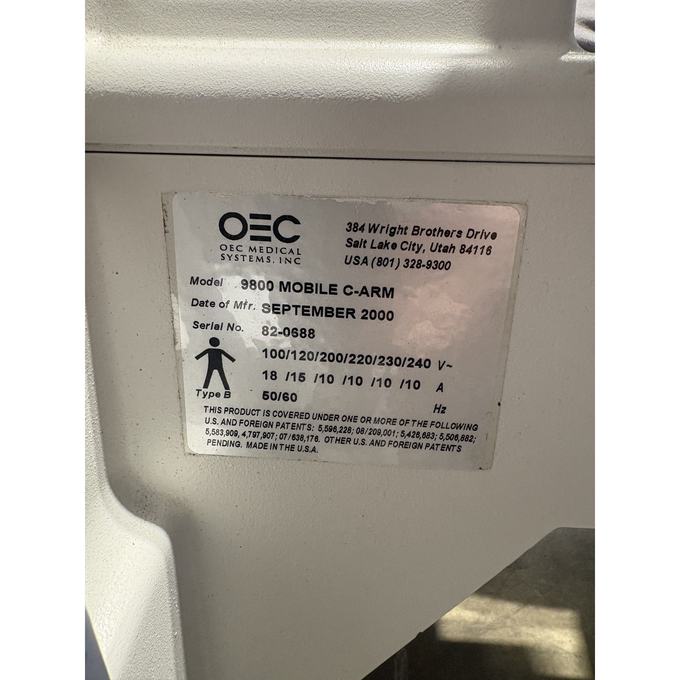 OEC
OEC MEDICAL
SYSTEMS, INC
384 Wright Brothers Drive
Salt Lake City, Utah 84116
USA (801) 328-9300
Model 9800 MOBILE C-ARM
Date of Mfr. SEPTEMBER 2000
Serial No. 82-0688
100/120/200/220/230/240 V~
18 /15 /10 /10 /10 /10 A
Type B 50/60 Hz
THIS PRODUCT IS COVERED UNDER ONE OR MORE OF THE FOLLOWING
U.S. AND FOREIGN PATENTS: 5,596,228; 08/209,001; 5,426,683; 5,506,882;
5,583,909, 4,797,907; 07/638,176. OTHER U.S. AND FOREIGN PATENTS
PENDING. MADE IN THE U.S.A.